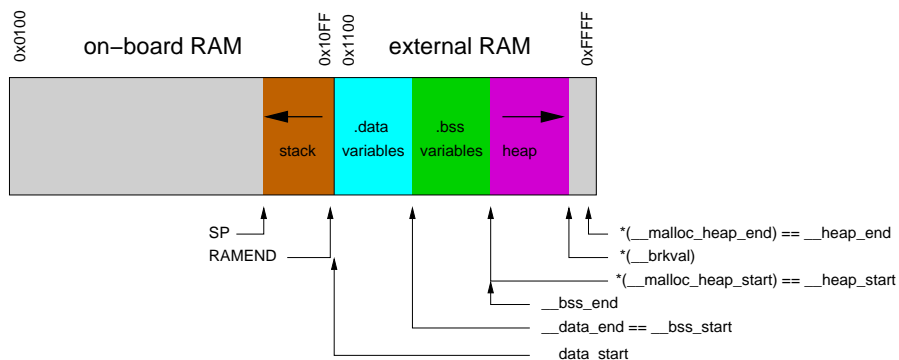 0x0100
on−board RAM
0x10FF
0x1100
external RAM
0xFFFF
stack
.data
variables
.bss
variables
heap
SP
RAMEND
*(__malloc_heap_end) == __heap_end
*(__brkval)
*(__malloc_heap_start) == __heap_start
__bss_end
__data_end == __bss_start
__data_start